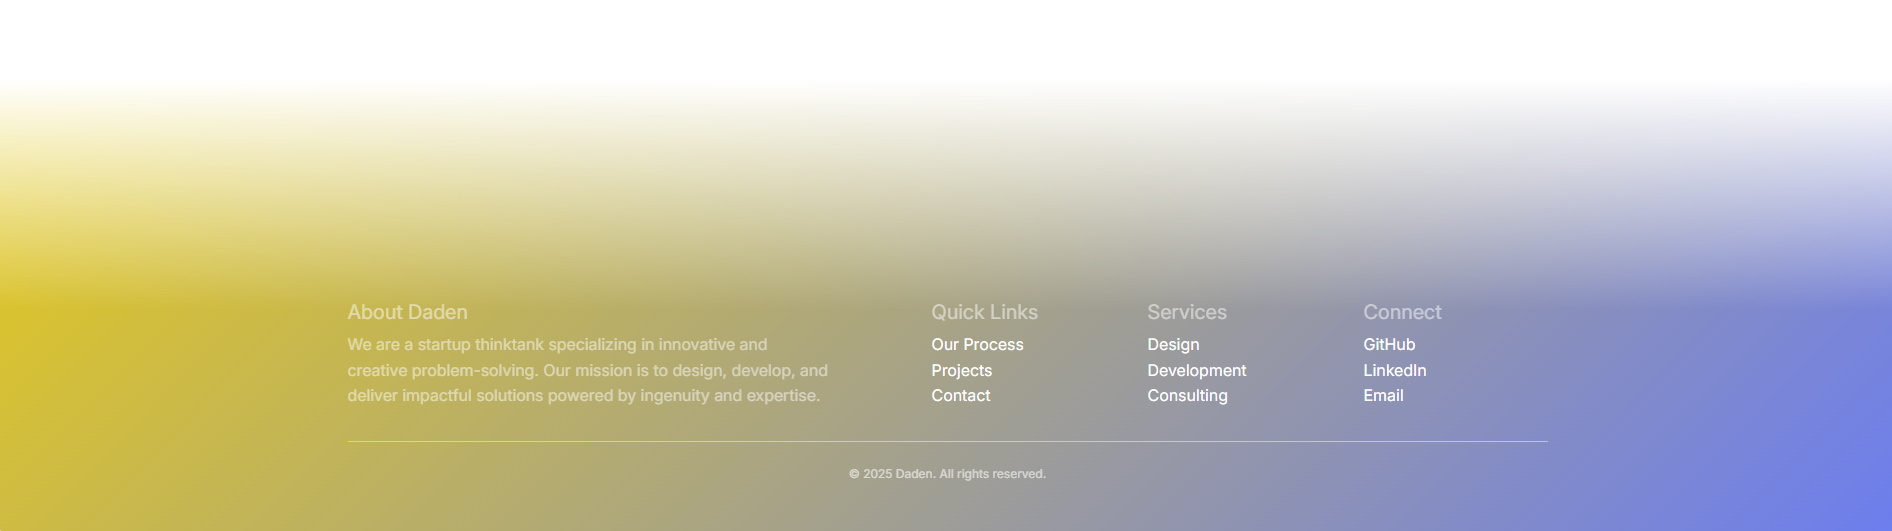 About Daden
We are a startup thinktank specializing in innovative and
creative problem-solving. Our mission is to design, develop, and
deliver impactful solutions powered by ingenuity and expertise.
Quick Links
Our Process
Projects
Contact
Services
Design
Development
Consulting
Connect
GitHub
LinkedIn
Email
© 2025 Daden. All rights reserved.